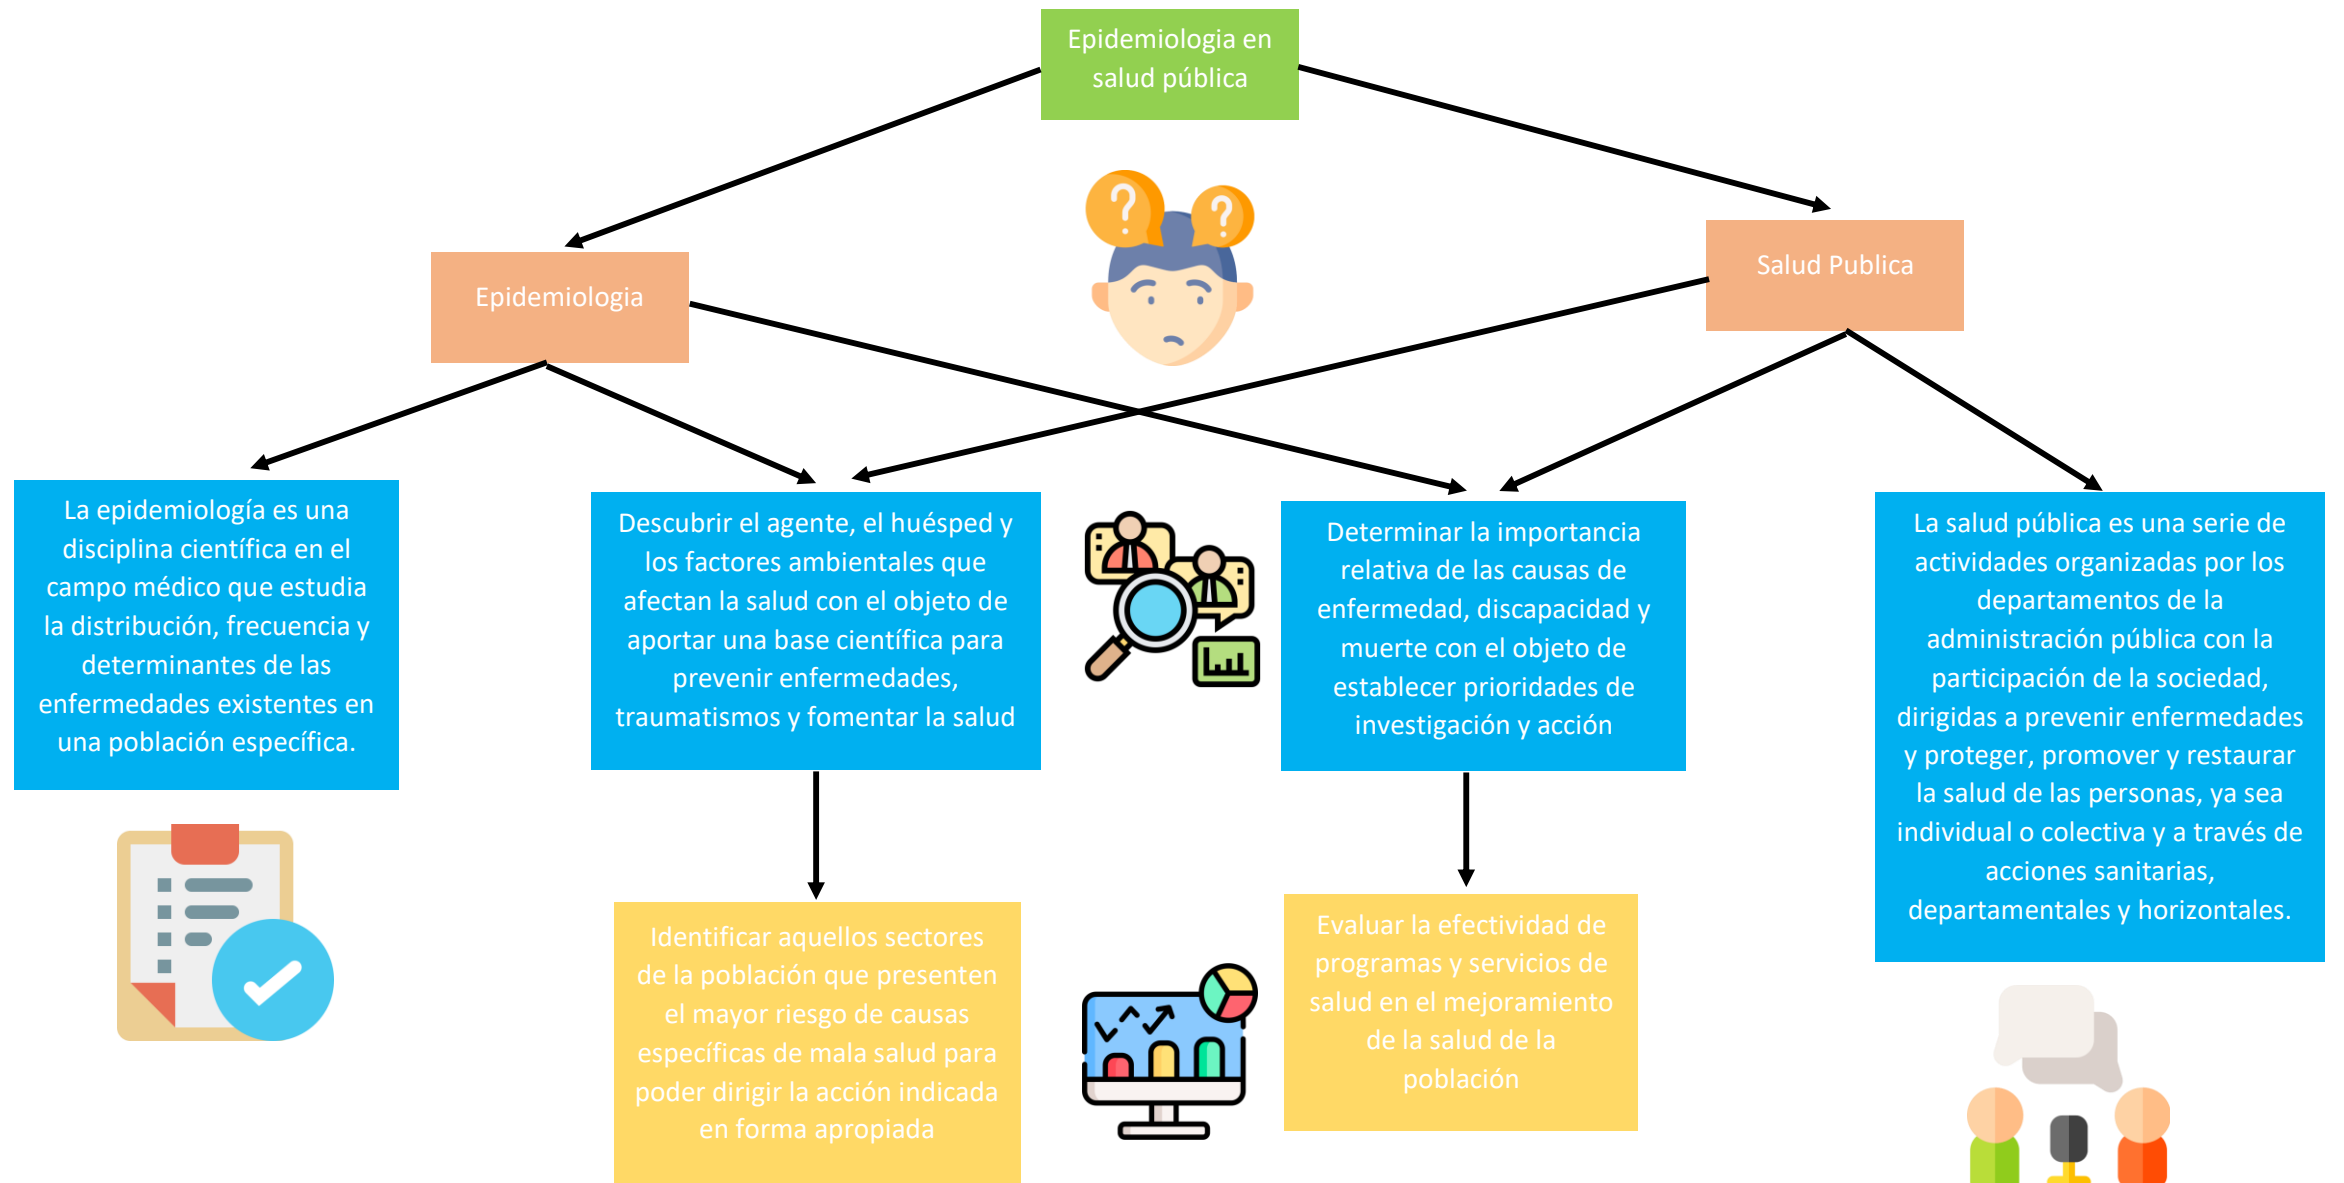 Epidemiologia en
salud pública
Epidemiologia
Salud Publica
La epidemiología es una
disciplina científica en el
campo médico que estudia
la distribución, frecuencia y
determinantes de las
enfermedades existentes en
una población específica.
Descubrir el agente, el huésped y
los factores ambientales que
afectan la salud con el objeto de
aportar una base científica para
prevenir enfermedades,
traumatismos y fomentar la salud
Determinar la importancia
relativa de las causas de
enfermedad, discapacidad y
muerte con el objeto de
establecer prioridades de
investigación y acción
La salud pública es una serie de
actividades organizadas por los
departamentos de la
administración pública con la
participación de la sociedad,
dirigidas a prevenir enfermedades
y proteger, promover y restaurar
la salud de las personas, ya sea
individual o colectiva y a través de
acciones sanitarias,
departamentales y horizontales.
Identificar aquellos sectores
de la población que presenten
el mayor riesgo de causas
específicas de mala salud para
poder dirigir la acción indicada
en forma apropiada
Evaluar la efectividad de
programas y servicios de
salud en el mejoramiento
de la salud de la
población